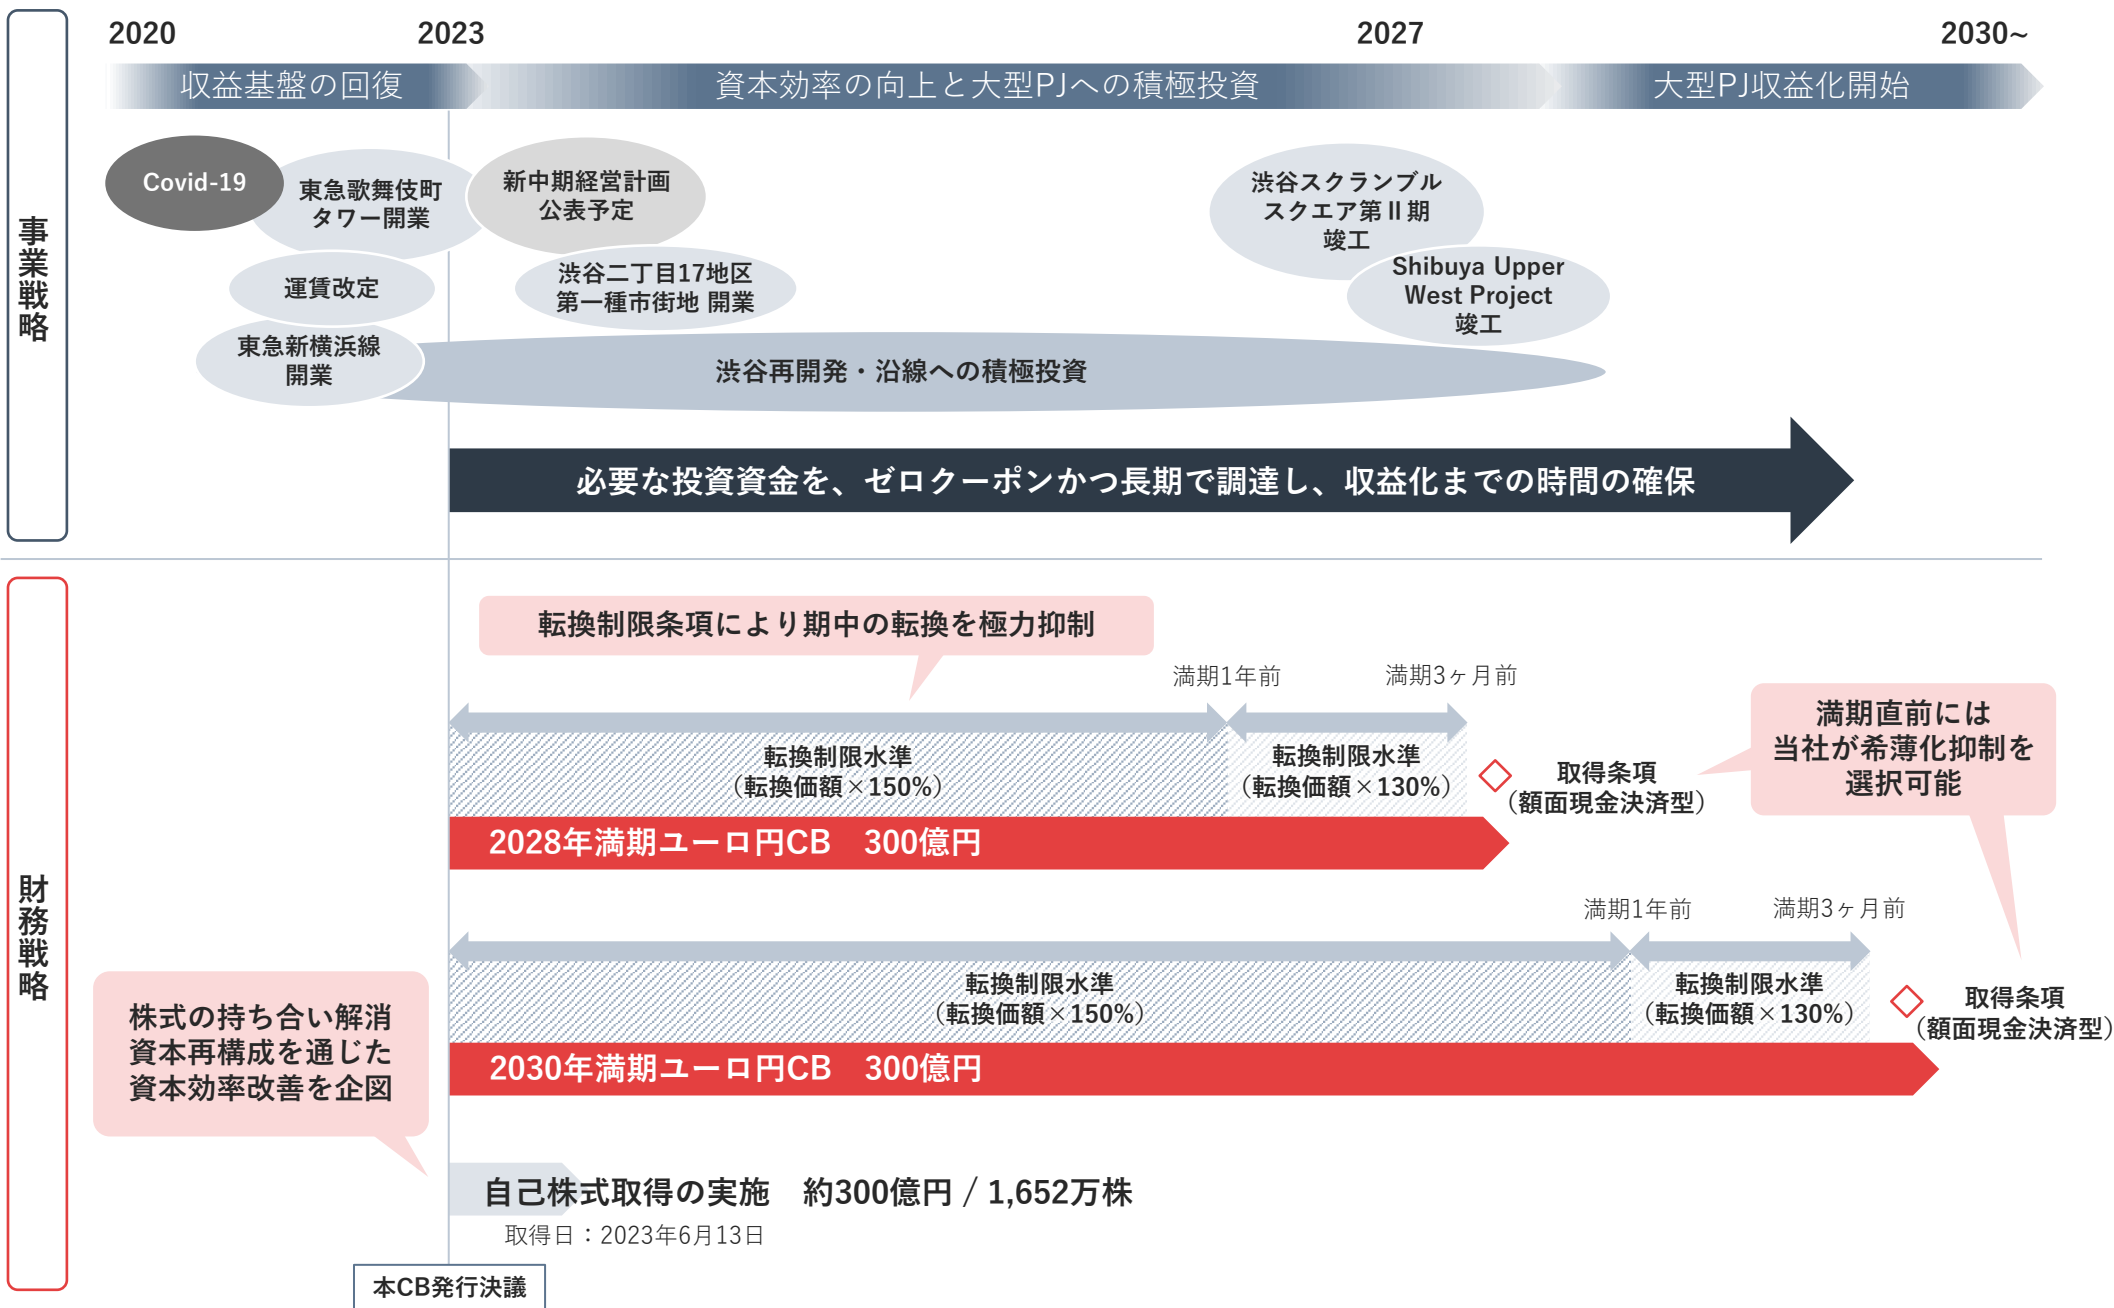 2020
2023
2027
2030~
収益基盤の回復
資本効率の向上と大型PJへの積極投資
大型PJ収益化開始
事業戦略
Covid-19
東急歌舞伎町
タワー開業
運賃改定
東急新横浜線
開業
新中期経営計画
公表予定
渋谷二丁目17地区
第一種市街地 開業
渋谷スクランブル
スクエア第Ⅱ期
竣工
Shibuya Upper
West Project
竣工
渋谷再開発・沿線への積極投資
必要な投資資金を、ゼロクーポンかつ長期で調達し、収益化までの時間の確保
財務戦略
転換制限条項により期中の転換を極力抑制
満期1年前
満期3ヶ月前
転換制限水準
（転換価額×150%）
転換制限水準
（転換価額×130%）
取得条項
（額面現金決済型）
満期直前には
当社が希薄化抑制を
選択可能
2028年満期ユーロ円CB　300億円
満期1年前
満期3ヶ月前
転換制限水準
（転換価額×150%）
転換制限水準
（転換価額×130%）
取得条項
（額面現金決済型）
2030年満期ユーロ円CB　300億円
株式の持ち合い解消
資本再構成を通じた
資本効率改善を企図
自己株式取得の実施　約300億円 / 1,652万株
取得日：2023年6月13日
本CB発行決議